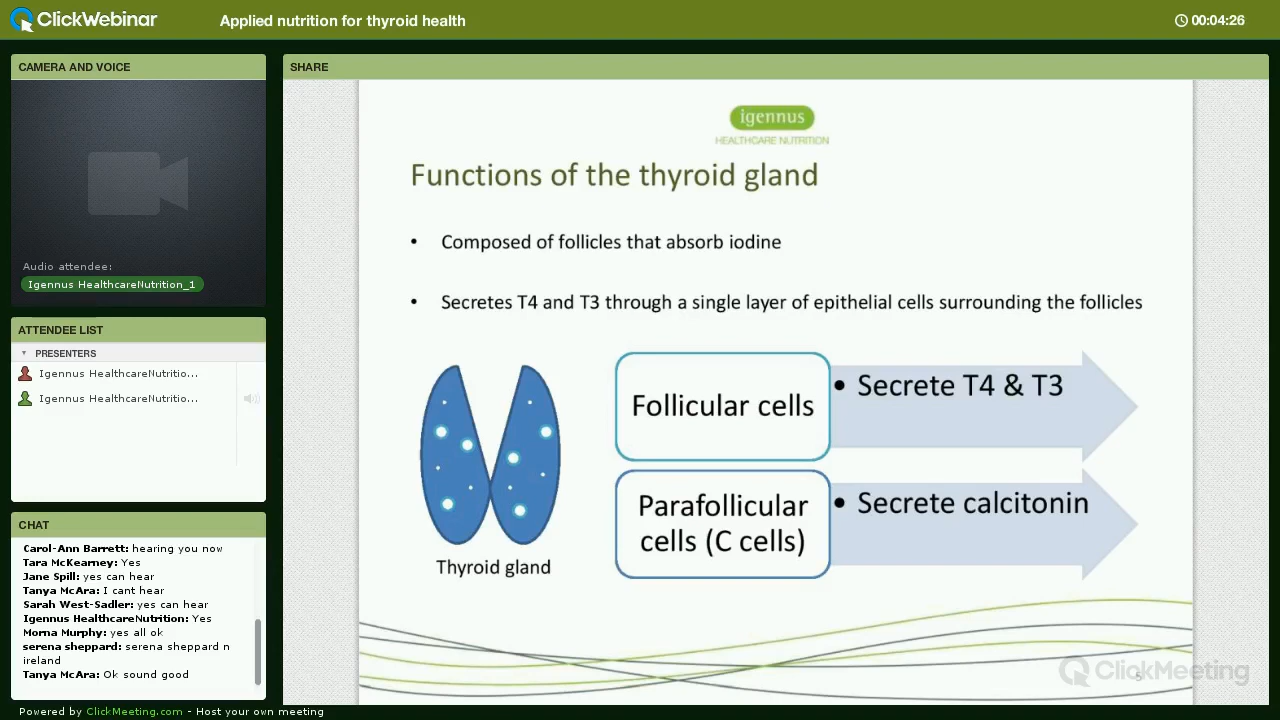 ClickWebinar
Applied nutrition for thyroid health
00:04:26
CAMERA AND VOICE
Audio attendee:
Igennus HealthcareNutrition_1
ATTENDEE LIST
PRESENTERS
Igennus HealthcareNutritio...
Igennus HealthcareNutritio...
CHAT
Carol-Ann Barrett: hearing you now
Tara McKearney: Yes
Jane Spill: yes can hear
Tanya McAra: I cant hear
Sarah West-Sadler: yes can hear
Igennus HealthcareNutrition: Yes
Morna Murphy: yes all ok
serena sheppard: serena sheppard n
ireland
Tanya McAra: Ok sound good
SHARE
igennus
HEALTHCARE NUTRITION
Functions of the thyroid gland
• Composed of follicles that absorb iodine
• Secretes T4 and T3 through a single layer of epithelial cells surrounding the follicles
Thyroid gland
Follicular cells
• Secrete T4 & T3
Parafollicular
cells (C cells)
• Secrete calcitonin
5
ClickMeeting
Powered by ClickMeeting.com - Host your own meeting